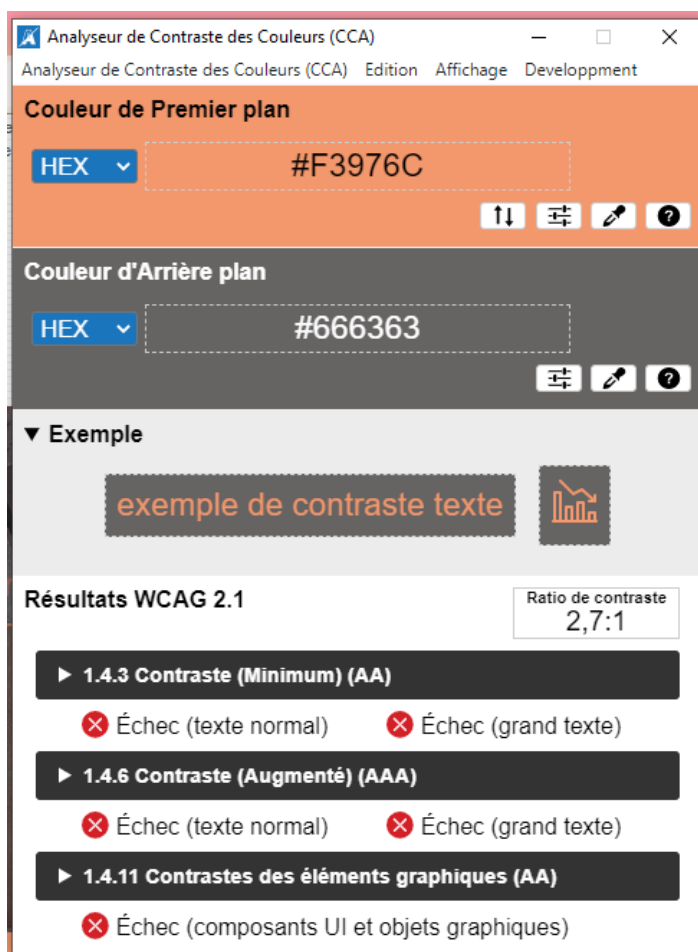 Analyseur de Contraste des Couleurs (CCA)
Analyseur de Contraste des Couleurs (CCA) Edition Affichage Developpment
Couleur de Premier plan
HEX #F3976C
Couleur d'Arrière plan
HEX #666363
▼ Exemple
exemple de contraste texte
Résultats WCAG 2.1
Ratio de contraste
2,7:1
1.4.3 Contraste (Minimum) (AA)
Échec (texte normal) Échec (grand texte)
1.4.6 Contraste (Augmenté) (AAA)
Échec (texte normal) Échec (grand texte)
1.4.11 Contrastes des éléments graphiques (AA)
Échec (composants UI et objets graphiques)